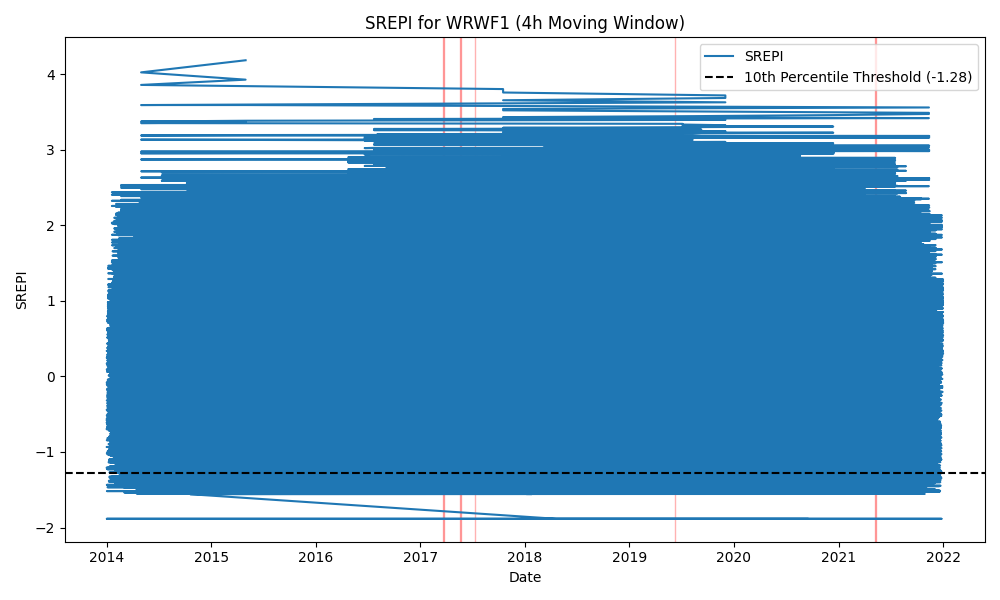 SREPI for WRWF1 (4h Moving Window)
SREPI
10th Percentile Threshold (-1.28)
4
3
2
1
0
−1
−2
SREPI
2014 2015 2016 2017 2018 2019 2020 2021 2022
Date